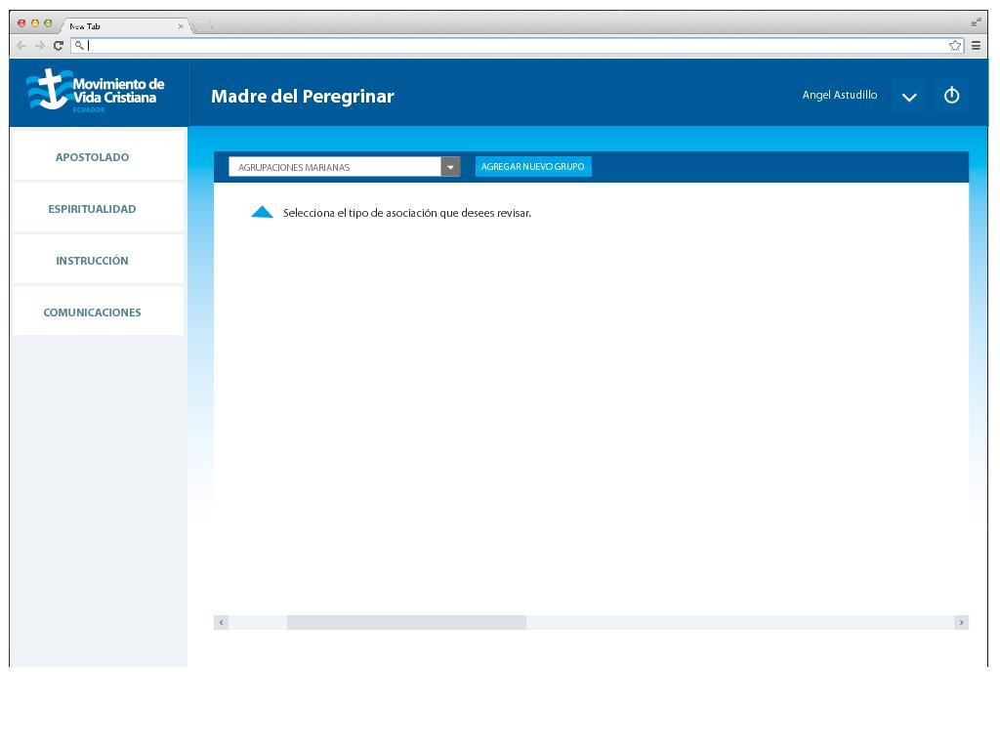 New Tab
Movimiento de
Vida Cristiana
ECUADOR
Madre del Peregrinar
Angel Astudillo
APOSTOLADO
ESPIRITUALIDAD
INSTRUCCIÓN
COMUNICACIONES
AGRUPACIONES MARIANAS
AGREGAR NUEVO GRUPO
Selecciona el tipo de asociación que desees revisar.